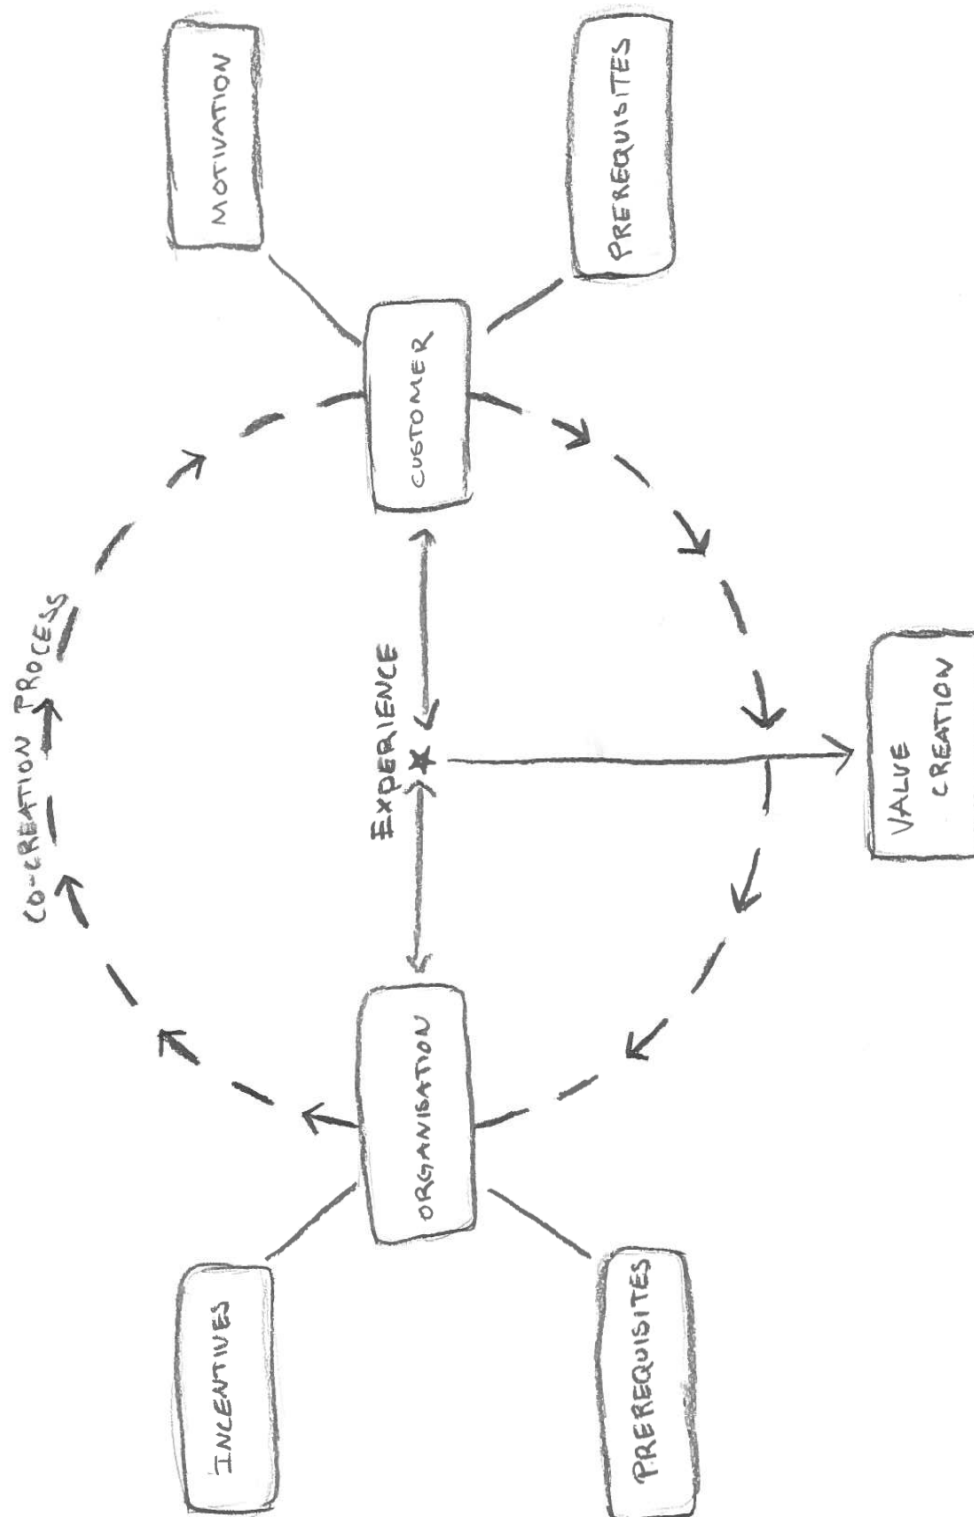 CO-CREATION PROCESS
INCENTIVES
MOTIVATION
EXPERIENCE
ORGANISATION
CUSTOMER
PREREQUISITES
PREREQUISITES
VALUE
CREATION